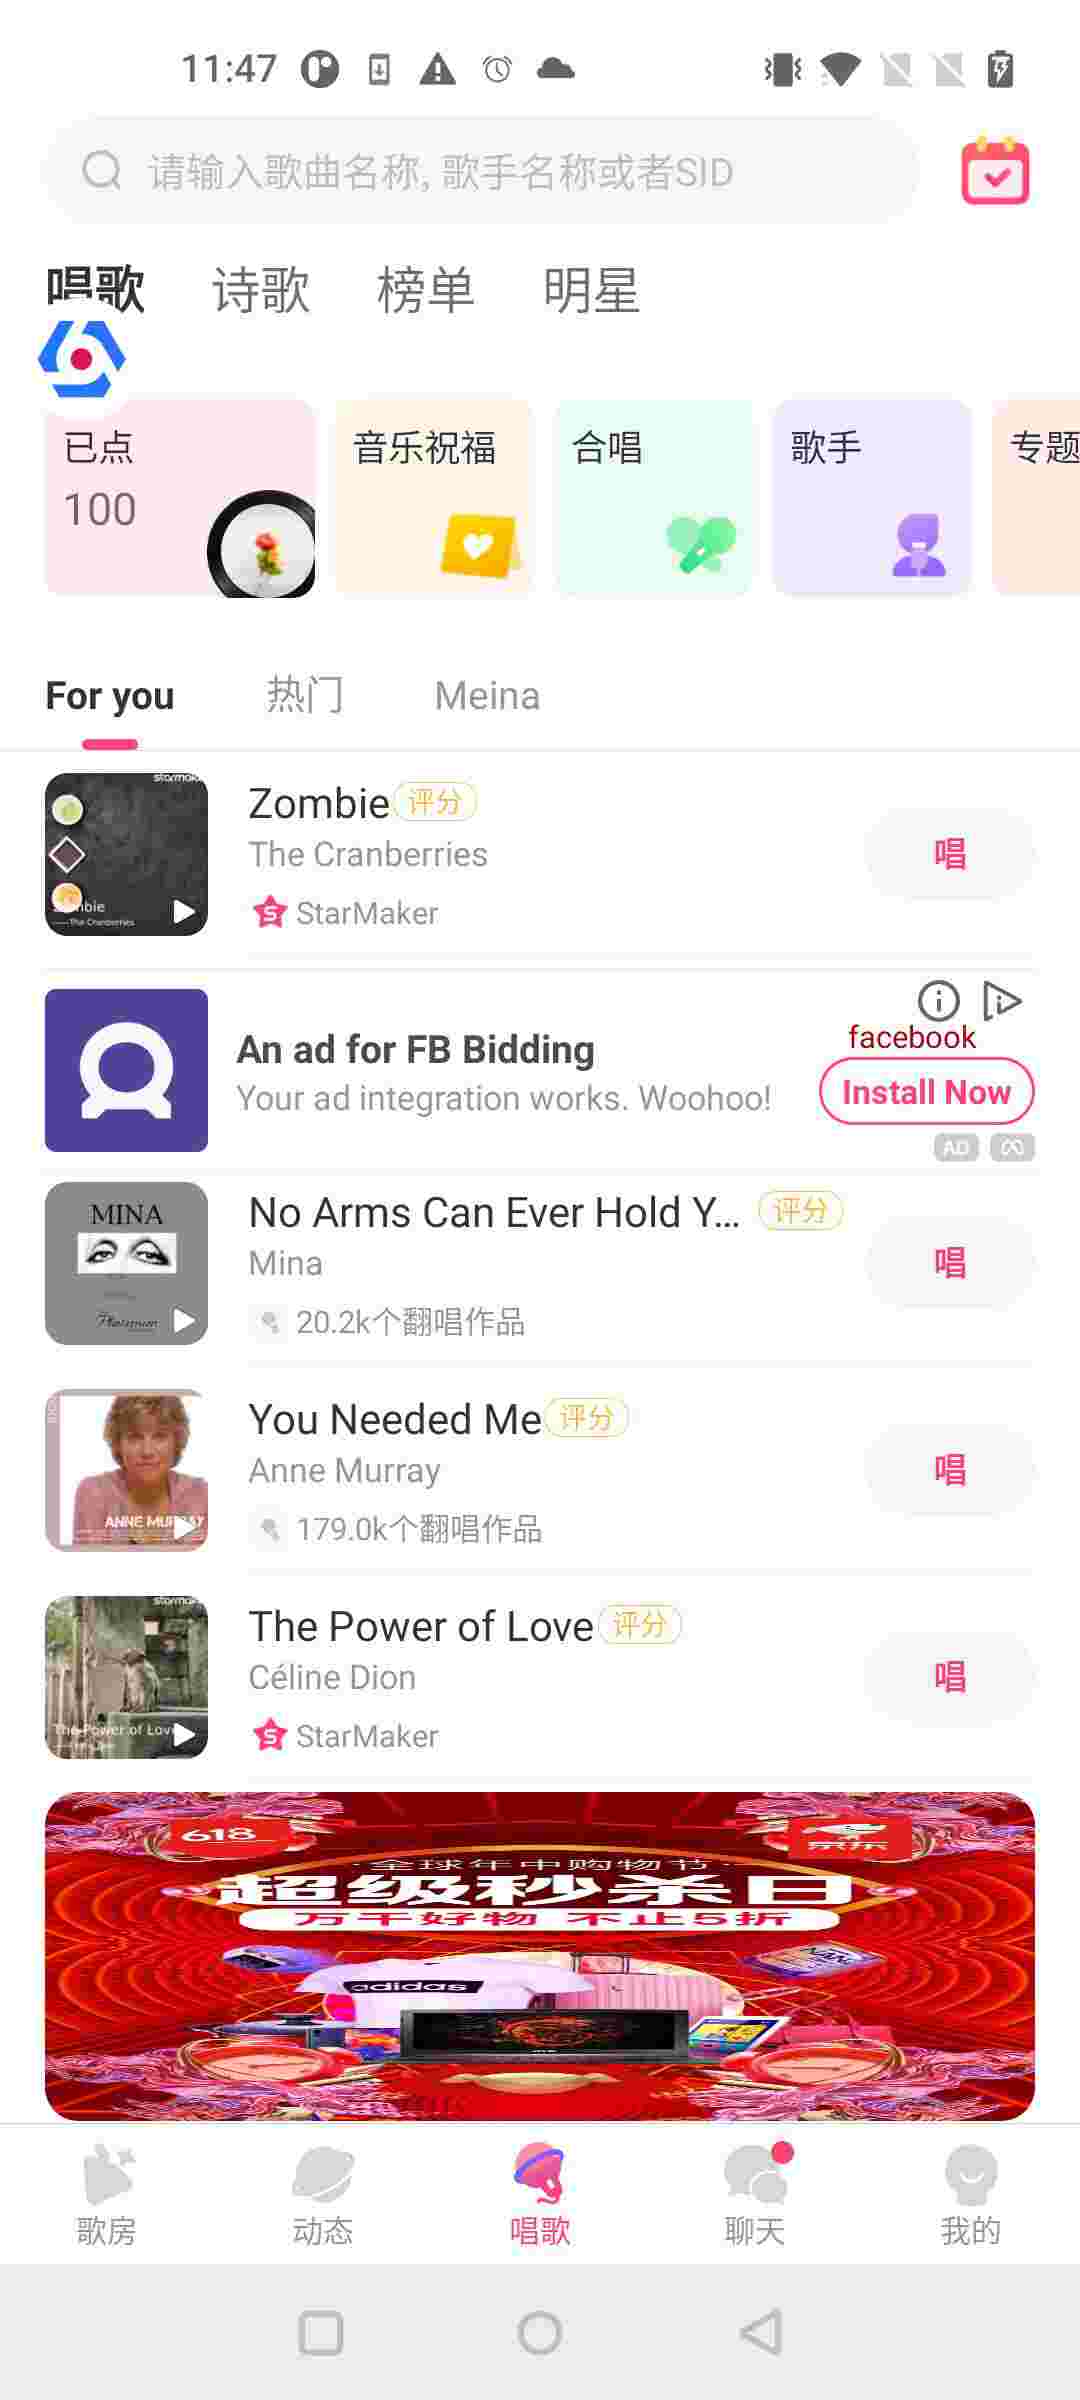 11:47
请输入歌曲名称, 歌手名称或者SID
唱歌 诗歌 榜单 明星
已点 音乐祝福 合唱 歌手 专题
100
For you 热门 Meina
starmak
Zombie 评分
The Cranberries
唱
StarMaker
——The Cranberries
facebook
An ad for FB Bidding
Your ad integration works. Woohoo!
Install Now
AD
MINA
Platinum
No Arms Can Ever Hold Y... 评分
Mina
唱
20.2k个翻唱作品
ANNE MURRAY
You Needed Me 评分
Anne Murray
唱
179.0k个翻唱作品
starmak
The Power of Love
The Power of Love 评分
Céline Dion
唱
StarMaker
618
京东
·全球年中购物节·
超级秒杀日
万千好物 不止5折
adidas
歌房 动态 唱歌 聊天 我的